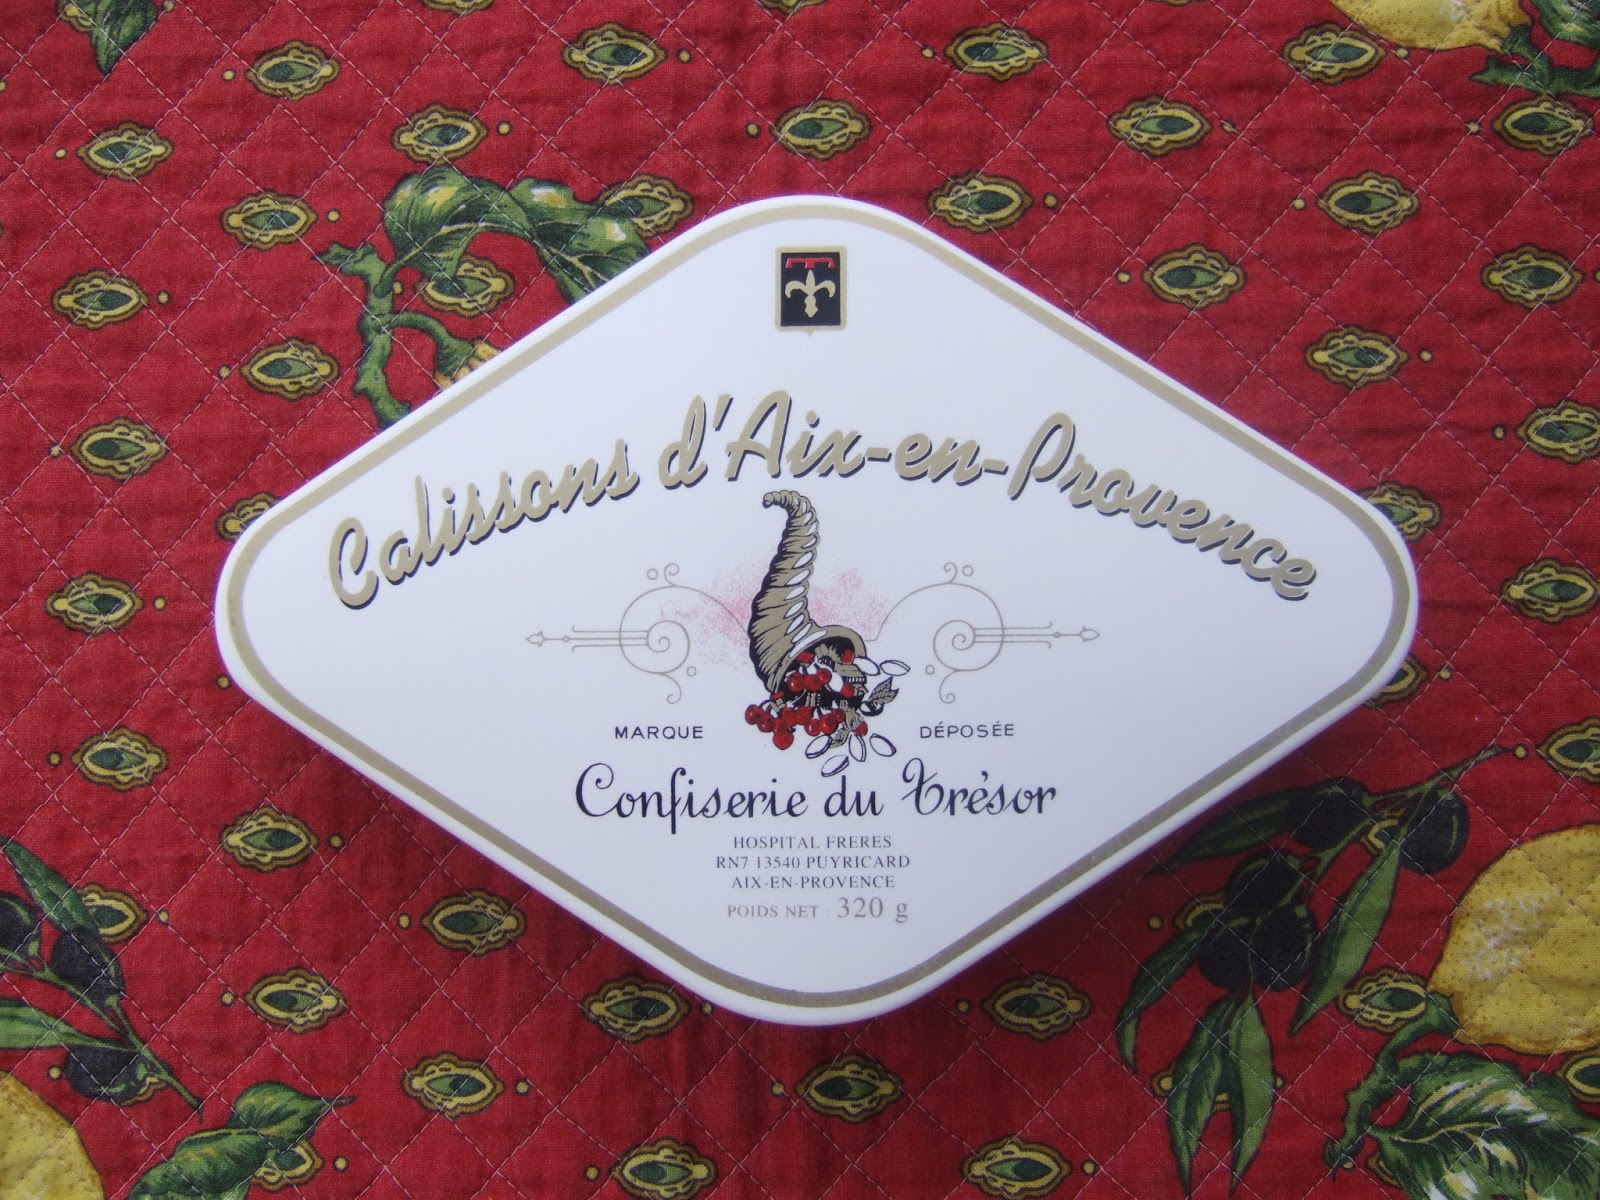 Calissons d'Aix-en-Provence
MARQUE DÉPOSÉE
Confiserie du Trésor
HOSPITAL FRERES
RN7 13540 PUYRICARD
AIX-EN-PROVENCE
POIDS NET : 320 g